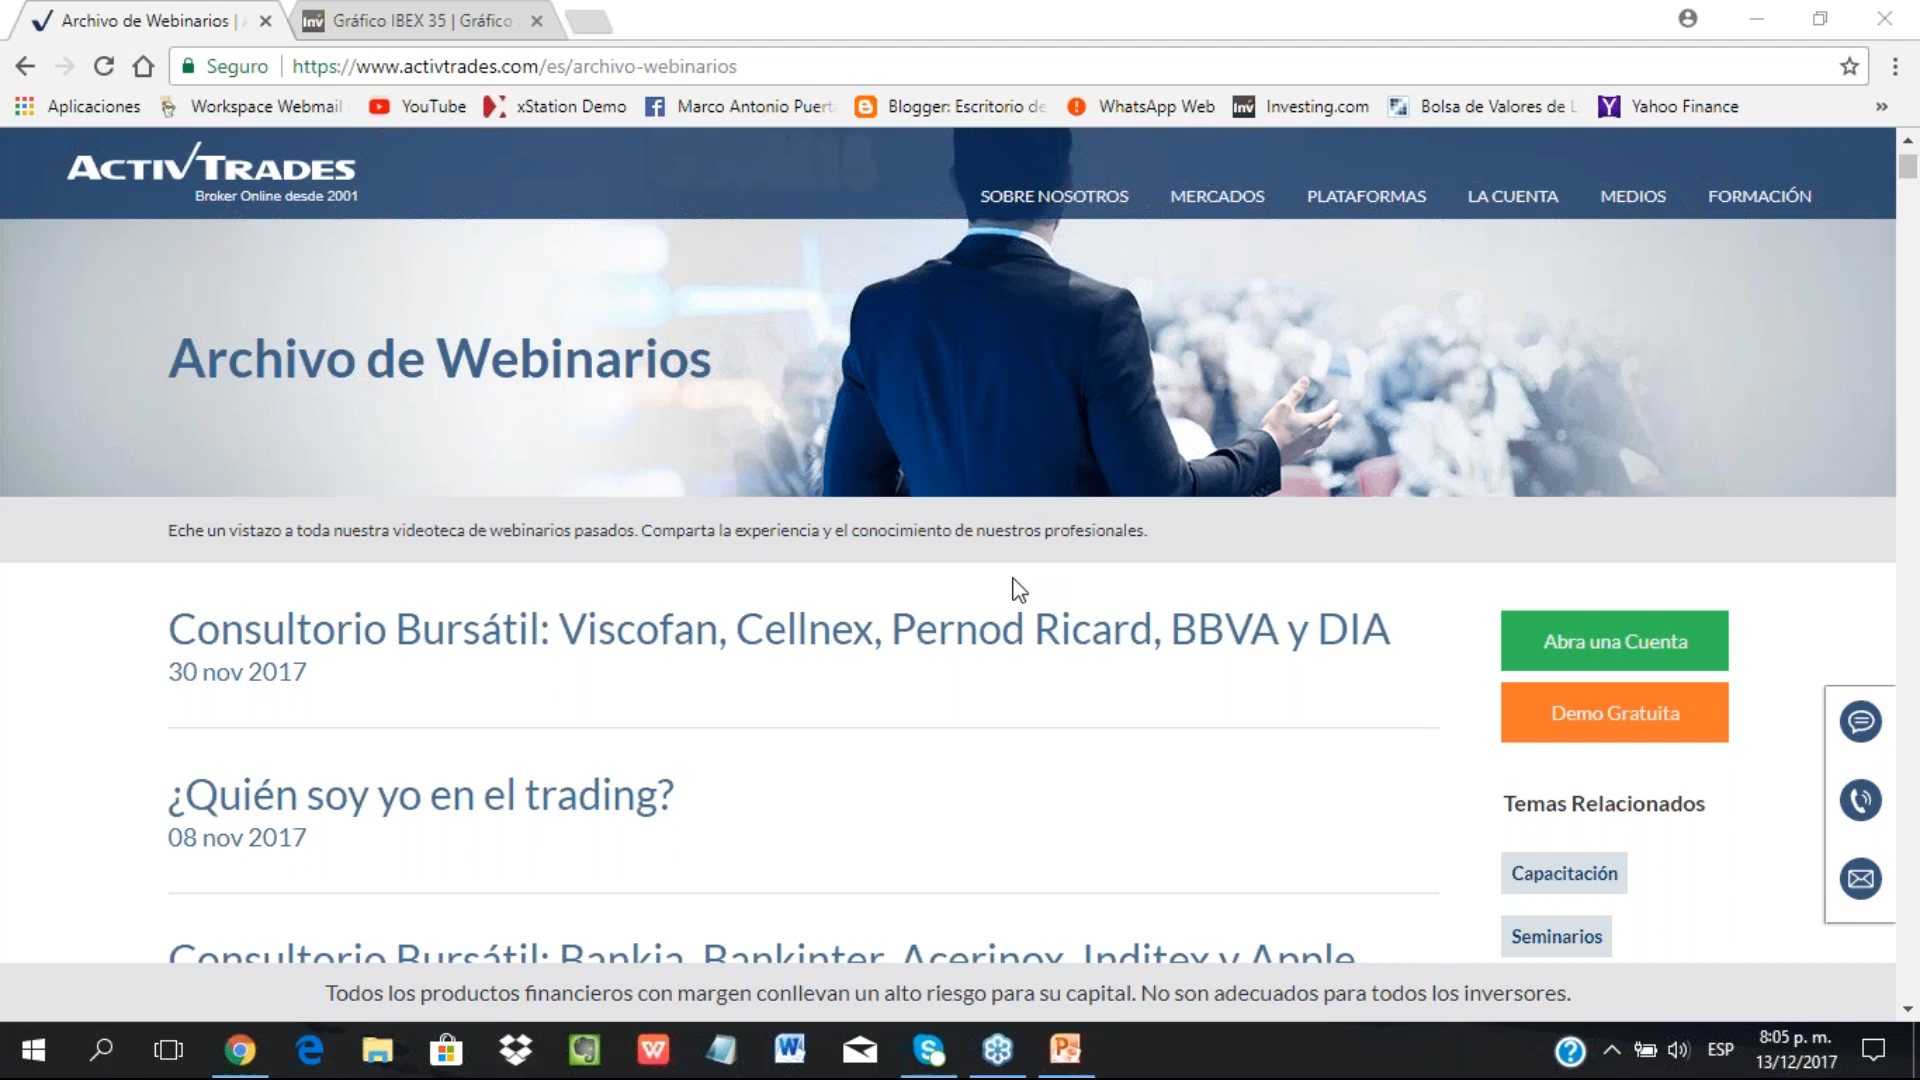 Archivo de Webinarios |
Gráfico IBEX 35 | Gráfico
Seguro
https://www.activtrades.com/es/archivo-webinarios
Aplicaciones
Workspace Webmail
YouTube
xStation Demo
Marco Antonio Puert
Blogger: Escritorio de
WhatsApp Web
Inv
Investing.com
Bolsa de Valores de L
Yahoo Finance
ACTIVTRADES
Broker Online desde 2001
SOBRE NOSOTROS
MERCADOS
PLATAFORMAS
LA CUENTA
MEDIOS
FORMACIÓN
Archivo de Webinarios
Eche un vistazo a toda nuestra videoteca de webinarios pasados. Comparta la experiencia y el conocimiento de nuestros profesionales.
Consultorio Bursátil: Viscofan, Cellnex, Pernod Ricard, BBVA y DIA
30 nov 2017
Abra una Cuenta
Demo Gratuita
¿Quién soy yo en el trading?
08 nov 2017
Temas Relacionados
Capacitación
Seminarios
Consultorio Bursátil: Bankia, Bankinter, Acerinox, Inditex y Apple
Todos los productos financieros con margen conllevan un alto riesgo para su capital. No son adecuados para todos los inversores.
ESP
8:05 p. m.
13/12/2017